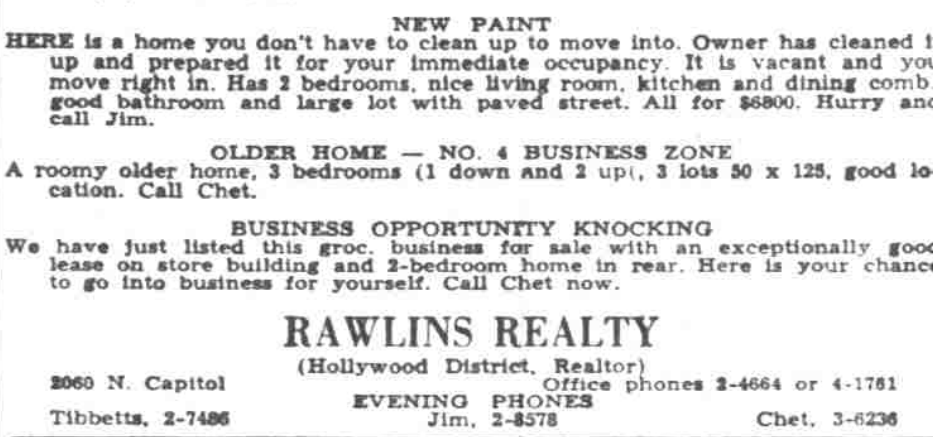 NEW PAINT
HERE is a home you don't have to clean up to move into. Owner has cleaned i
up and prepared it for your immediate occupancy. It is vacant and you
move right in. Has 2 bedrooms, nice living room, kitchen and dining comb.
good bathroom and large lot with paved street. All for $6800. Hurry and
call Jim.
OLDER HOME — NO. 4 BUSINESS ZONE
A roomy older home, 3 bedrooms (1 down and 2 up(, 3 lots 50 x 125, good lo-
cation. Call Chet.
BUSINESS OPPORTUNITY KNOCKING
We have just listed this groc. business for sale with an exceptionally good
lease on store building and 2-bedroom home in rear. Here is your chance
to go into business for yourself. Call Chet now.
RAWLINS REALTY
(Hollywood District, Realtor)
2060 N. Capitol Office phones 2-4664 or 4-1761
EVENING PHONES
Tibbetts, 2-7486 Jim, 2-8578 Chet, 3-6236